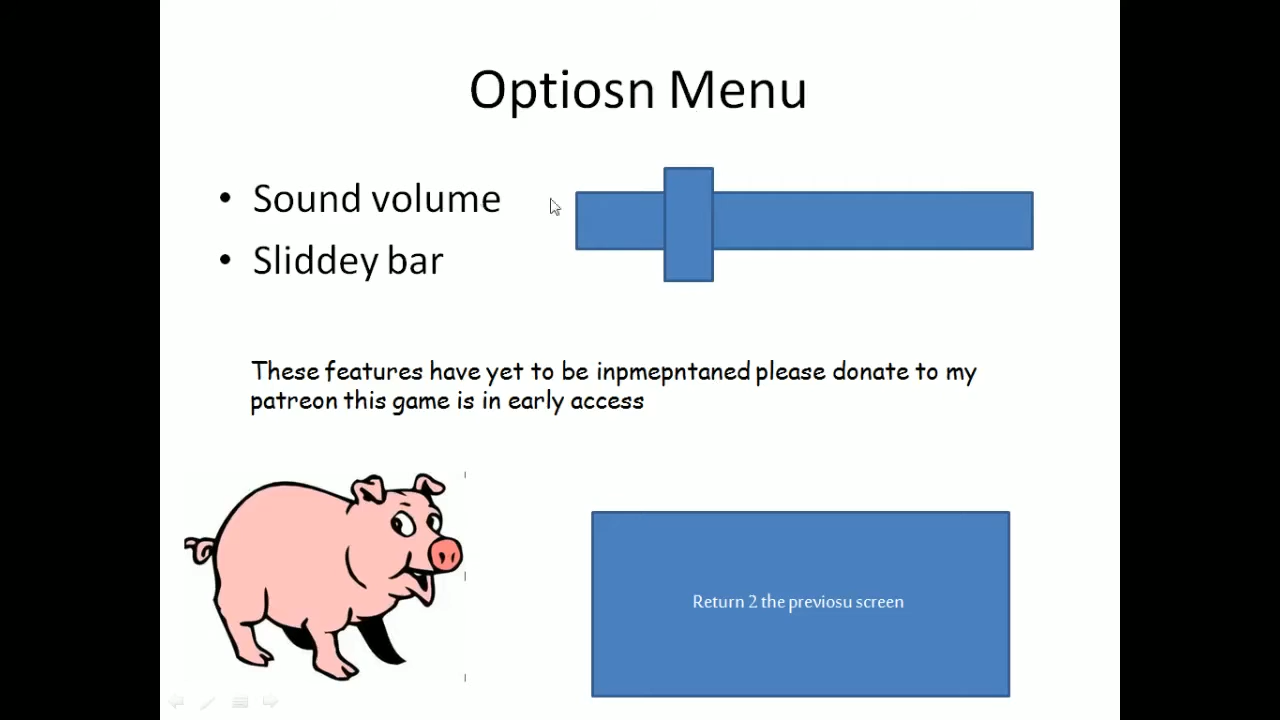 Optiosn Menu
• Sound volume
• Sliddey bar
These features have yet to be inpmepntaned please donate to my
patreon this game is in early access
Return 2 the previosu screen